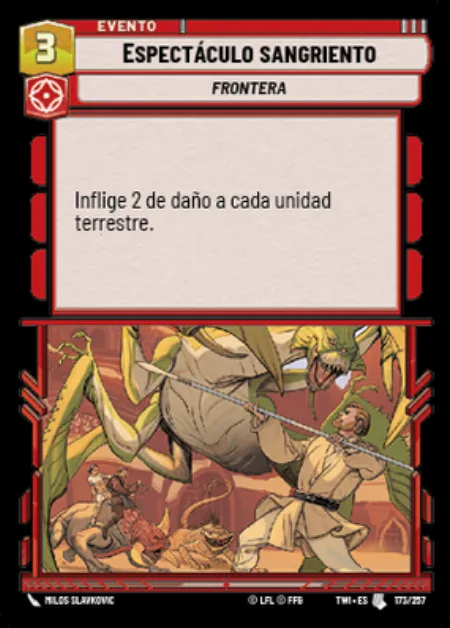 EVENTO
3
ESPECTÁCULO SANGRIENTO
FRONTERA
Inflige 2 de daño a cada unidad
terrestre.
MILOS SLAVKOVIC
© LFL © FFG
TWI • ES
173/257